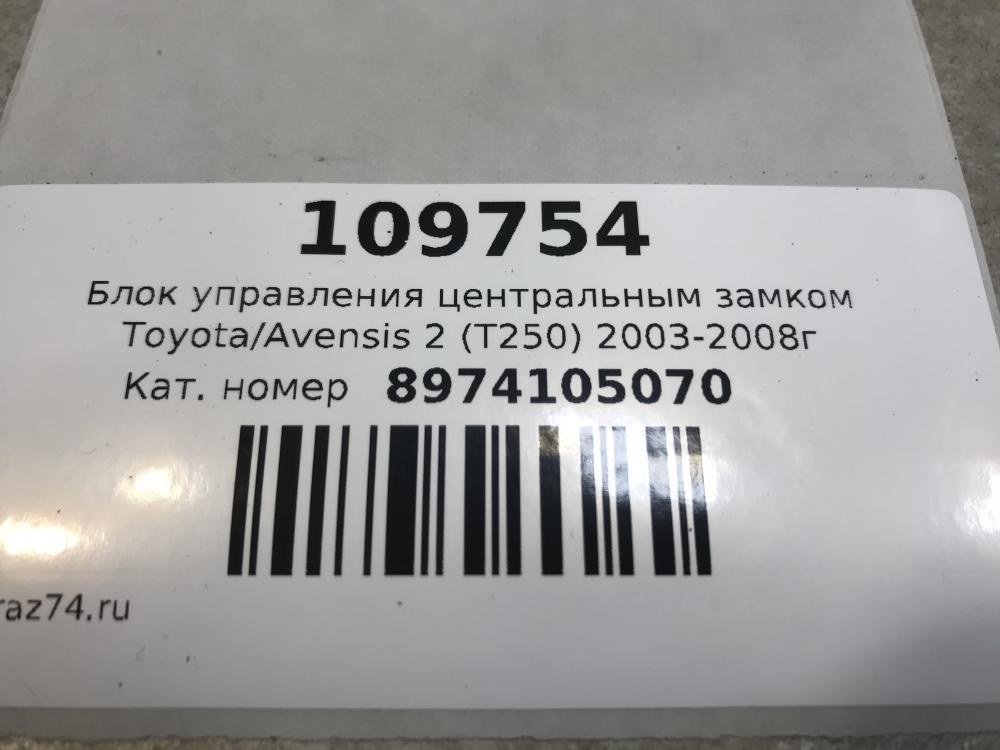 109754
Блок управления центральным замком
Toyota/Avensis 2 (T250) 2003-2008г
Кат. номер 8974105070
raz74.ru